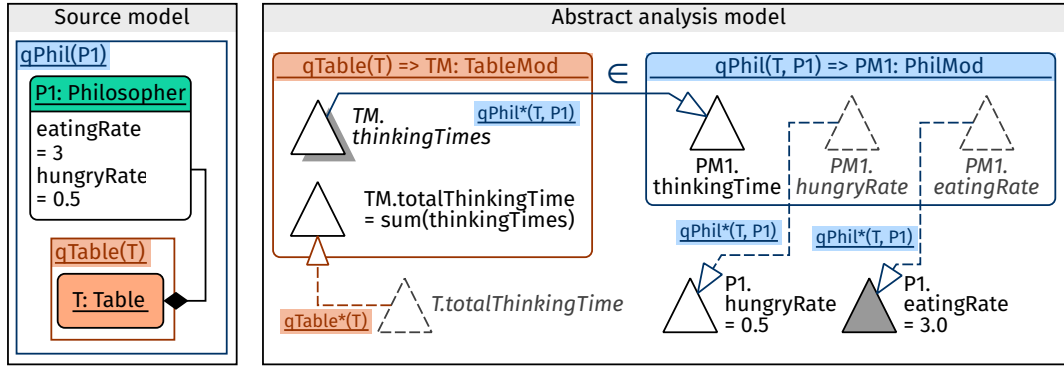 Source model
qPhil(P1)
P1: Philosopher
eatingRate
= 3
hungryRate
= 0.5
qTable(T)
T: Table
Abstract analysis model
qTable(T) => TM: TableMod
∈
qPhil(T, P1) => PM1: PhilMod
TM.
thinkingTimes
qPhil*(T, P1)
PM1.
thinkingTime
PM1.
hungryRate
PM1.
eatingRate
TM.totalThinkingTime
= sum(thinkingTimes)
qPhil*(T, P1)
qPhil*(T, P1)
qTable*(T)
T.totalThinkingTime
P1.
hungryRate
= 0.5
P1.
eatingRate
= 3.0